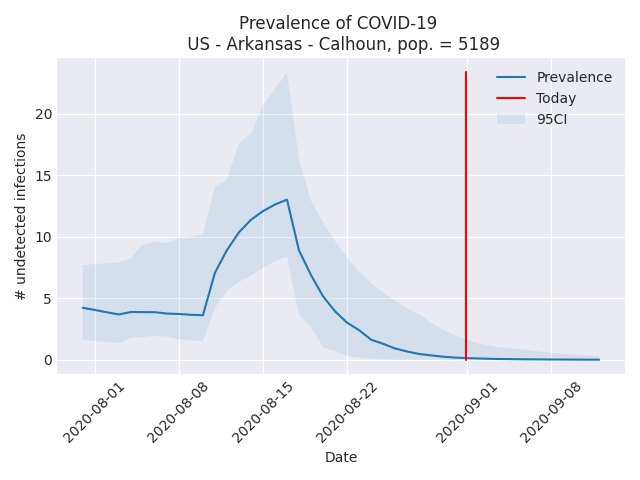 Prevalence of COVID-19
US - Arkansas - Calhoun, pop. = 5189
Prevalence
Today
95CI
# undetected infections
20
15
10
5
0
2020-08-01
2020-08-08
2020-08-15
2020-08-22
2020-09-01
2020-09-08
Date